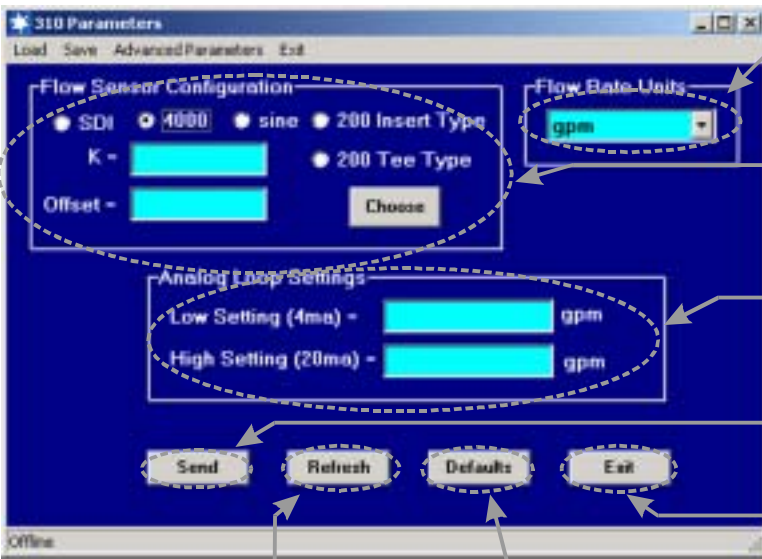 310 Parameters
Load Save Advanced Parameters Exit
Flow Sensor Configuration
Flow Rate Units
SDI 4000 sine 200 Insert Type
gpm
K =
200 Tee Type
Offset =
Choose
Analog Loop Settings
Low Setting (4ma) = gpm
High Setting (20ma) = gpm
Send Refresh Defaults Exit
Offline